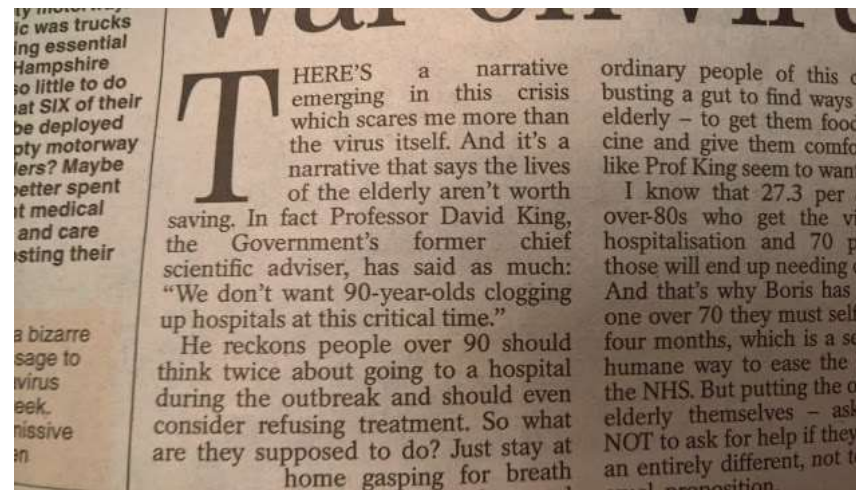 ic was trucks
ing essential
Hampshire
so little to do
at SIX of their
be deployed
pty motorway
ers? Maybe
better spent
t medical
and care
sting their
a bizarre
sage to
virus
eek.
missive
en
war on viru
THERE'S a narrative
emerging in this crisis
which scares me more than
the virus itself. And it's a
narrative that says the lives
of the elderly aren't worth
saving. In fact Professor David King,
the Government's former chief
scientific adviser, has said as much:
“We don't want 90-year-olds clogging
up hospitals at this critical time.”
He reckons people over 90 should
think twice about going to a hospital
during the outbreak and should even
consider refusing treatment. So what
are they supposed to do? Just stay at
home gasping for breath
ordinary people of this
busting a gut to find ways
elderly – to get them food
cine and give them comfo
like Prof King seem to want
I know that 27.3 per
over-80s who get the vi
hospitalisation and 70 p
those will end up needing
And that's why Boris has
one over 70 they must self
four months, which is a se
humane way to ease the
the NHS. But putting the o
elderly themselves – ask
NOT to ask for help if they
an entirely different, not t
proposition.